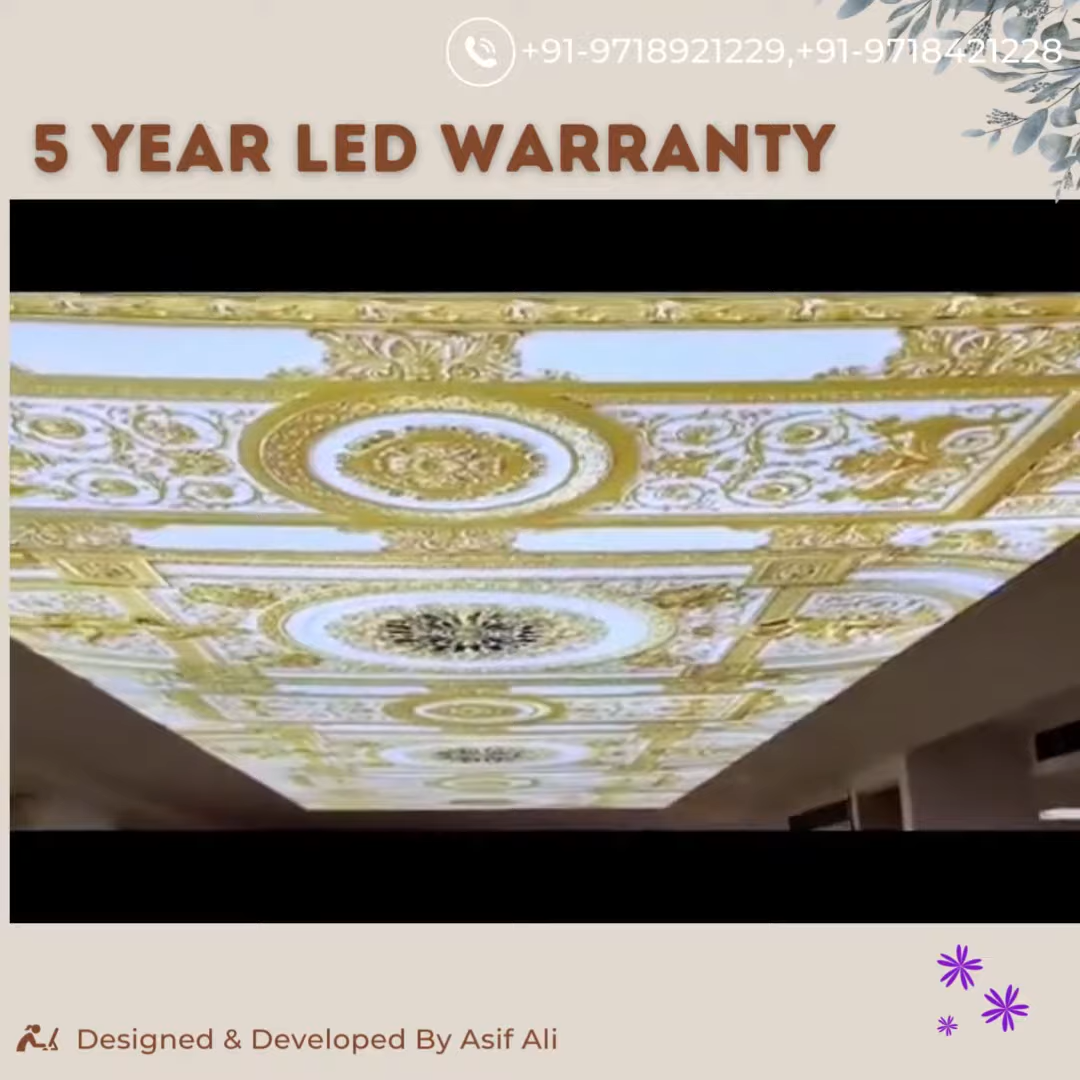 +91-9718921229,+91-9718421228
5 YEAR LED WARRANTY
Designed & Developed By Asif Ali